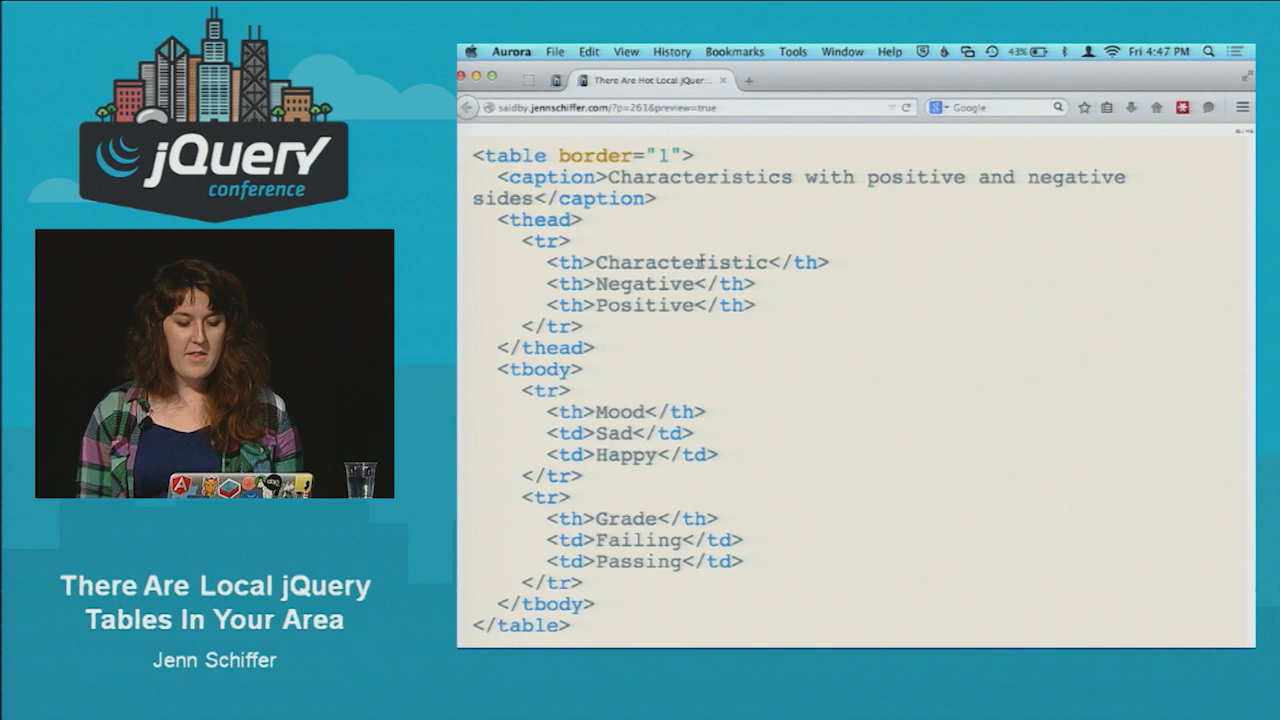 jQuery
conference
There Are Local jQuery
Tables In Your Area
Jenn Schiffer
Aurora File Edit View History Bookmarks Tools Window Help 43% Fri 4:47 PM
There Are Hot Local jQuer...
saidby.jennschiffer.com/?p=261&preview=true
Google
<table border="1">
<caption>Characteristics with positive and negative
sides</caption>
<thead>
<tr>
<th>Characteristic</th>
<th>Negative</th>
<th>Positive</th>
</tr>
</thead>
<tbody>
<tr>
<th>Mood</th>
<td>Sad</td>
<td>Happy</td>
</tr>
<tr>
<th>Grade</th>
<td>Failing</td>
<td>Passing</td>
</tr>
</tbody>
</table>